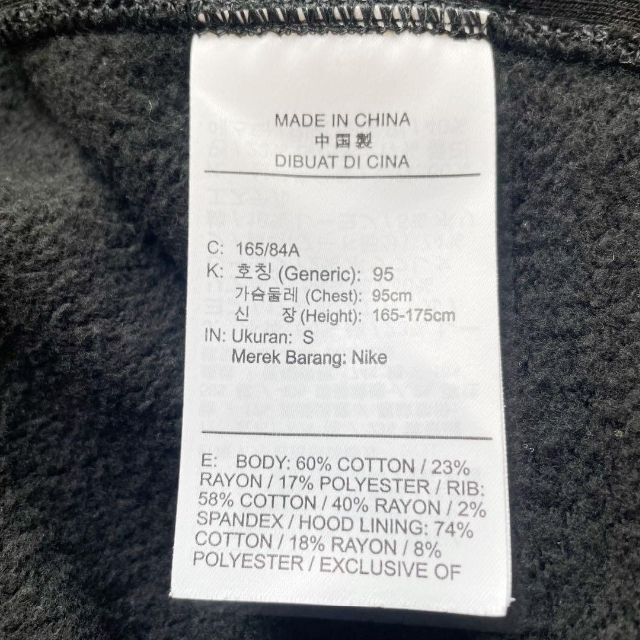 MADE IN CHINA
中国製
DIBUAT DI CINA
C: 165/84A
K: 호칭 (Generic): 95
가슴둘레 (Chest): 95cm
신 장 (Height): 165-175cm
IN: Ukuran: S
Merek Barang: Nike
E: BODY: 60% COTTON / 23%
RAYON / 17% POLYESTER / RIB:
58% COTTON / 40% RAYON / 2%
SPANDEX / HOOD LINING: 74%
COTTON / 18% RAYON / 8%
POLYESTER / EXCLUSIVE OF